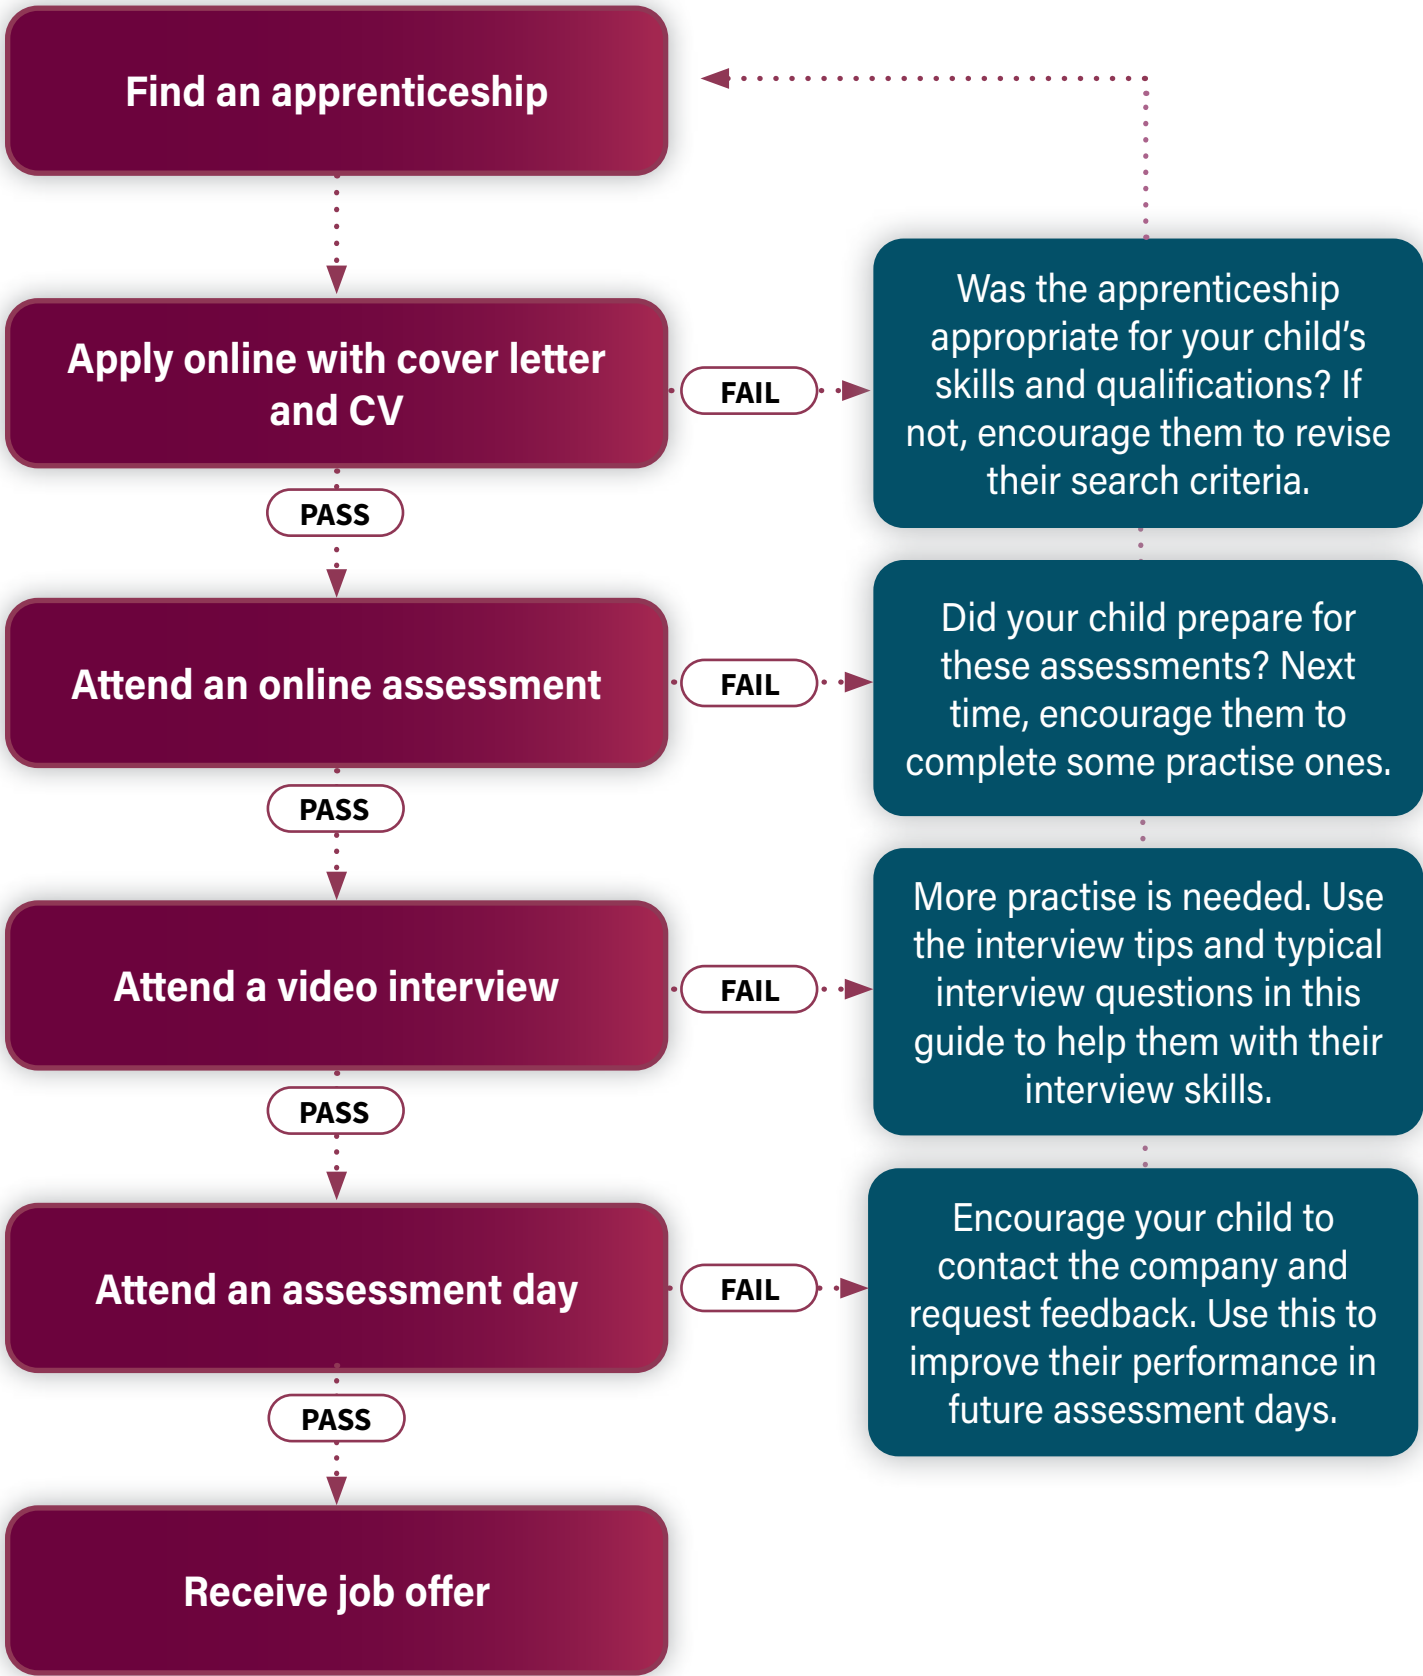 Find an apprenticeship
Apply online with cover letter
and CV
FAIL
Was the apprenticeship
appropriate for your child’s
skills and qualifications? If
not, encourage them to revise
their search criteria.
PASS
Attend an online assessment
FAIL
Did your child prepare for
these assessments? Next
time, encourage them to
complete some practise ones.
PASS
Attend a video interview
FAIL
More practise is needed. Use
the interview tips and typical
interview questions in this
guide to help them with their
interview skills.
PASS
Attend an assessment day
FAIL
Encourage your child to
contact the company and
request feedback. Use this to
improve their performance in
future assessment days.
PASS
Receive job offer